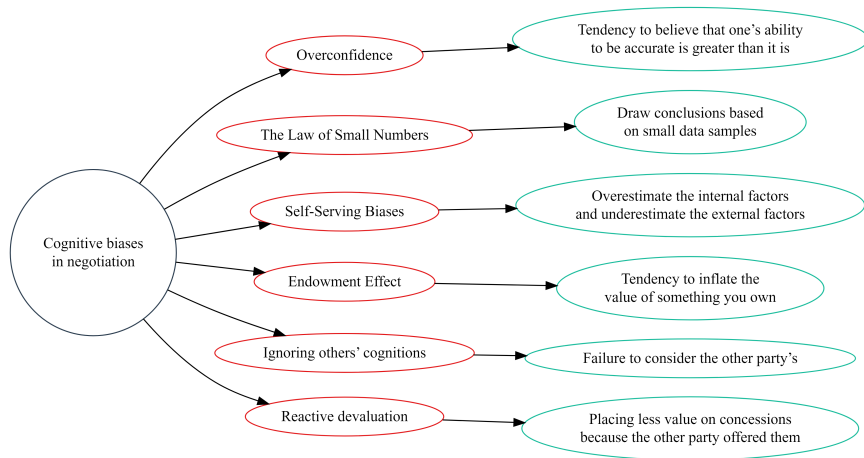 Cognitive biases
in negotiation
Overconfidence
Tendency to believe that one's ability
to be accurate is greater than it is
The Law of Small Numbers
Draw conclusions based
on small data samples
Self-Serving Biases
Overestimate the internal factors
and underestimate the external factors
Endowment Effect
Tendency to inflate the
value of something you own
Ignoring others' cognitions
Failure to consider the other party's
Reactive devaluation
Placing less value on concessions
because the other party offered them